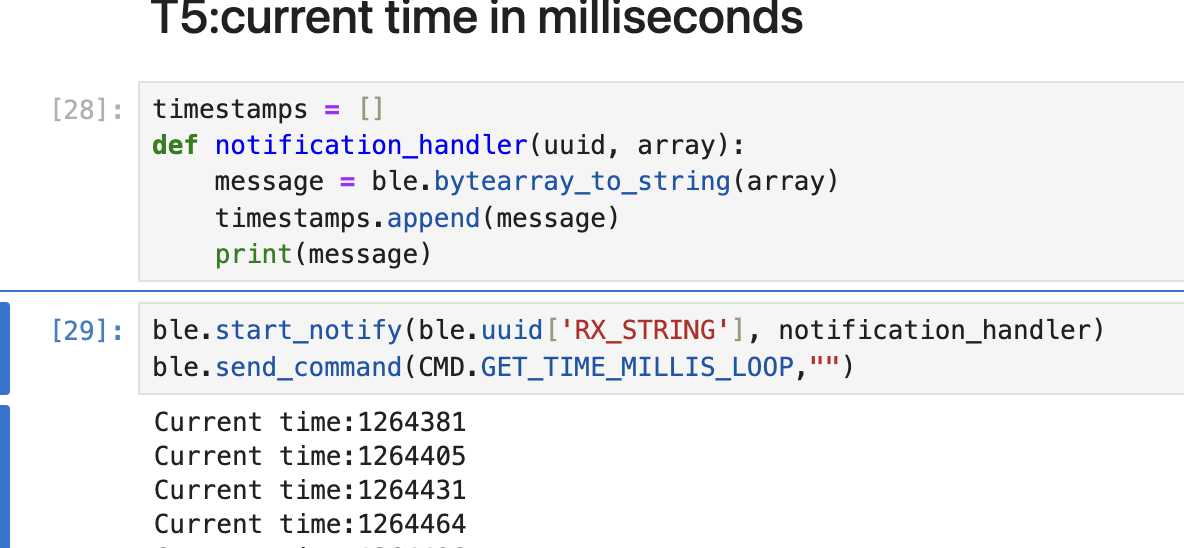 T5:current time in milliseconds
[28]: timestamps = []
def notification_handler(uuid, array):
    message = ble.bytearray_to_string(array)
    timestamps.append(message)
    print(message)
[29]: ble.start_notify(ble.uuid['RX_STRING'], notification_handler)
ble.send_command(CMD.GET_TIME_MILLIS_LOOP,"")
Current time:1264381
Current time:1264405
Current time:1264431
Current time:1264464